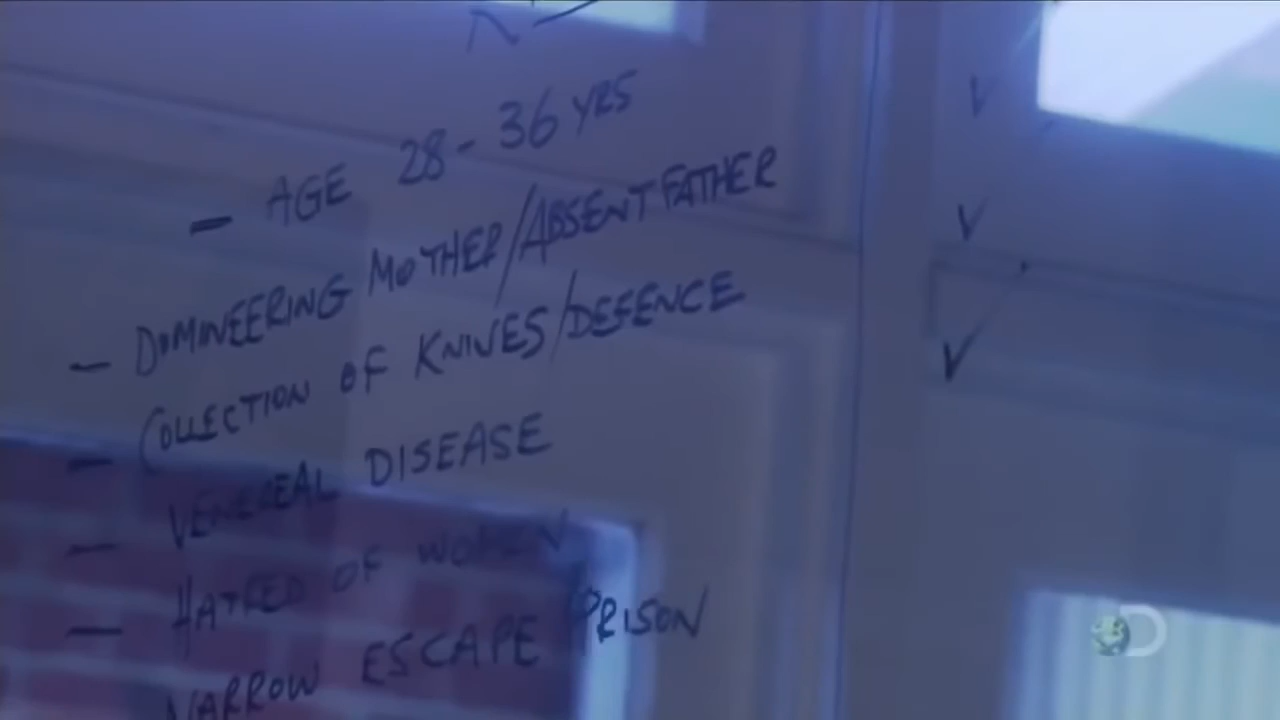 - AGE 28-36 YRS
- DOMINEERING MOTHER/ABSENT FATHER
- COLLECTION OF KNIVES/DEFENCE
- VENEREAL DISEASE
- HATRED OF WOMEN
NARROW ESCAPE PRISON